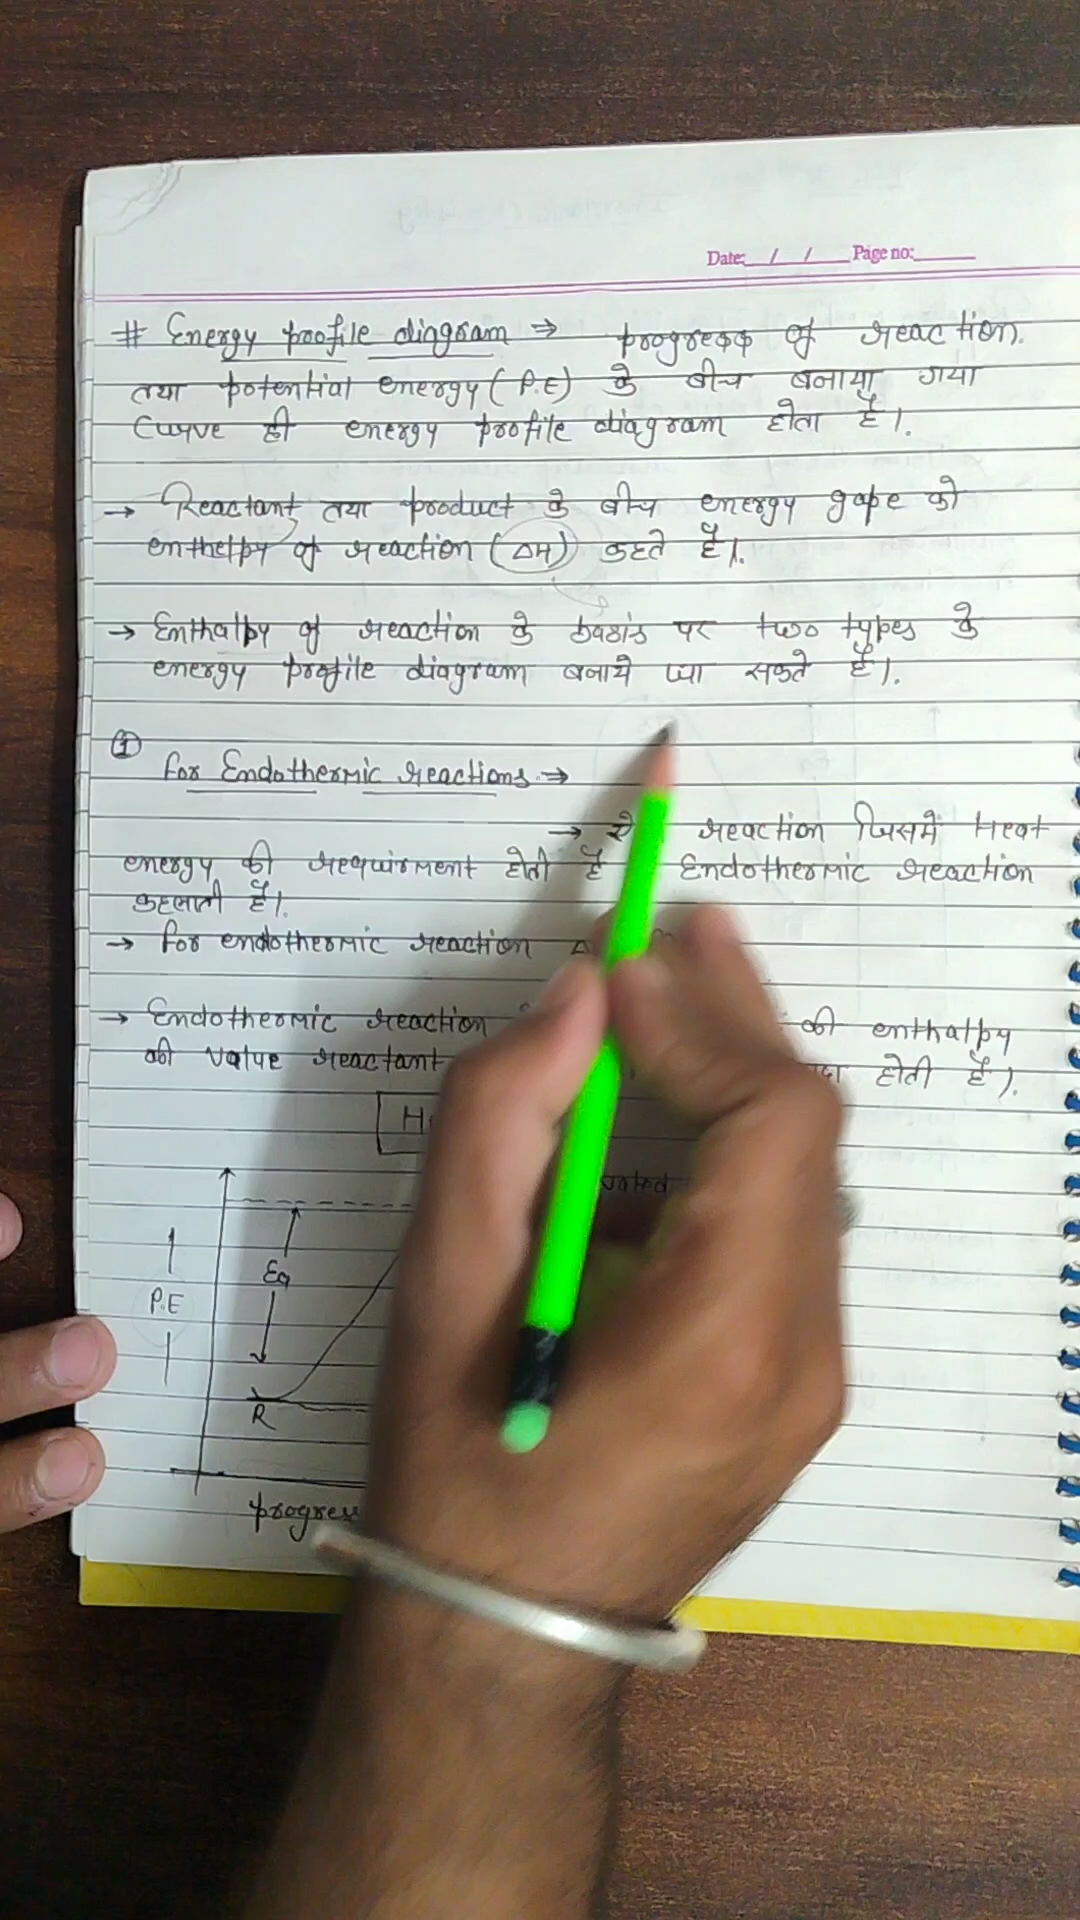 Date: / / Page no:
# Energy profile diagram ⇒ progress of reaction.
तथा potential energy (P.E) के बीच बनाया गया
Curve ही energy profile diagram होता है।
→ Reactant तथा product के बीच energy gape को
enthelpy of reaction (ΔH) कहते है।
→ Enthalpy of reaction के basis पर two types के
energy profile diagram बनाये जा सकते है।
① for Endothermic reactions ⇒
→ reaction जिसमें Heat
energy की requirment होती है Endothermic reaction
कहलाती है।
→ for endothermic reaction
→ Endothermic reaction की enthalpy
की value reactant होती है।
Ea
P.E
R
progress